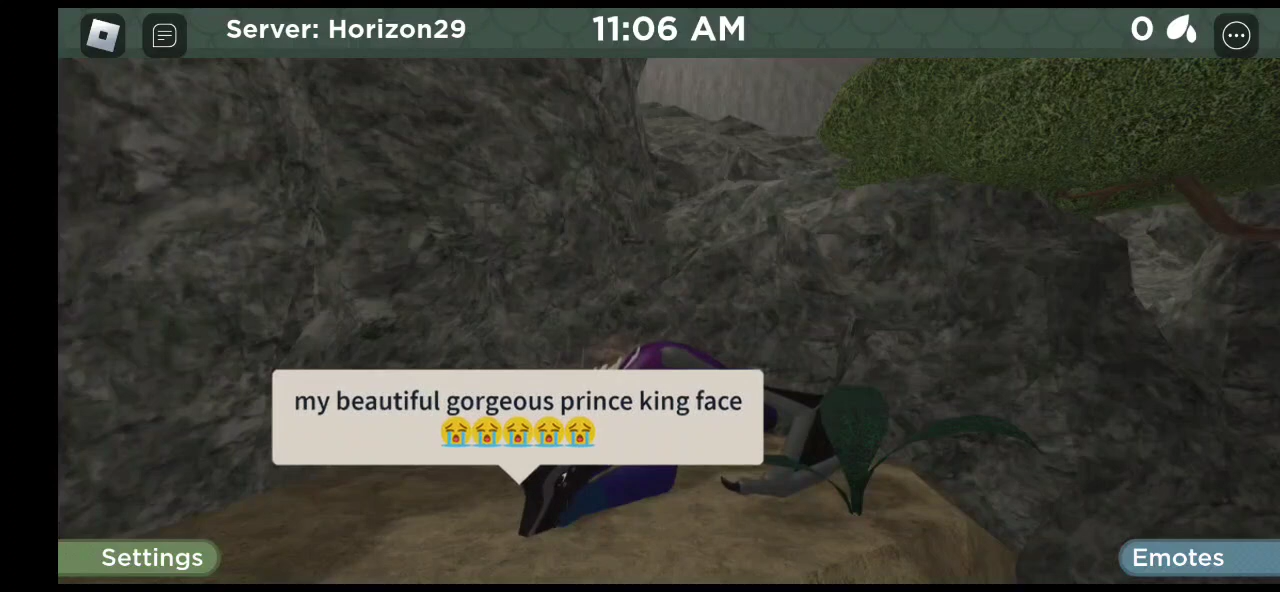 Server: Horizon29
11:06 AM
0
my beautiful gorgeous prince king face
😭😭😭😭😭
Settings
Emotes